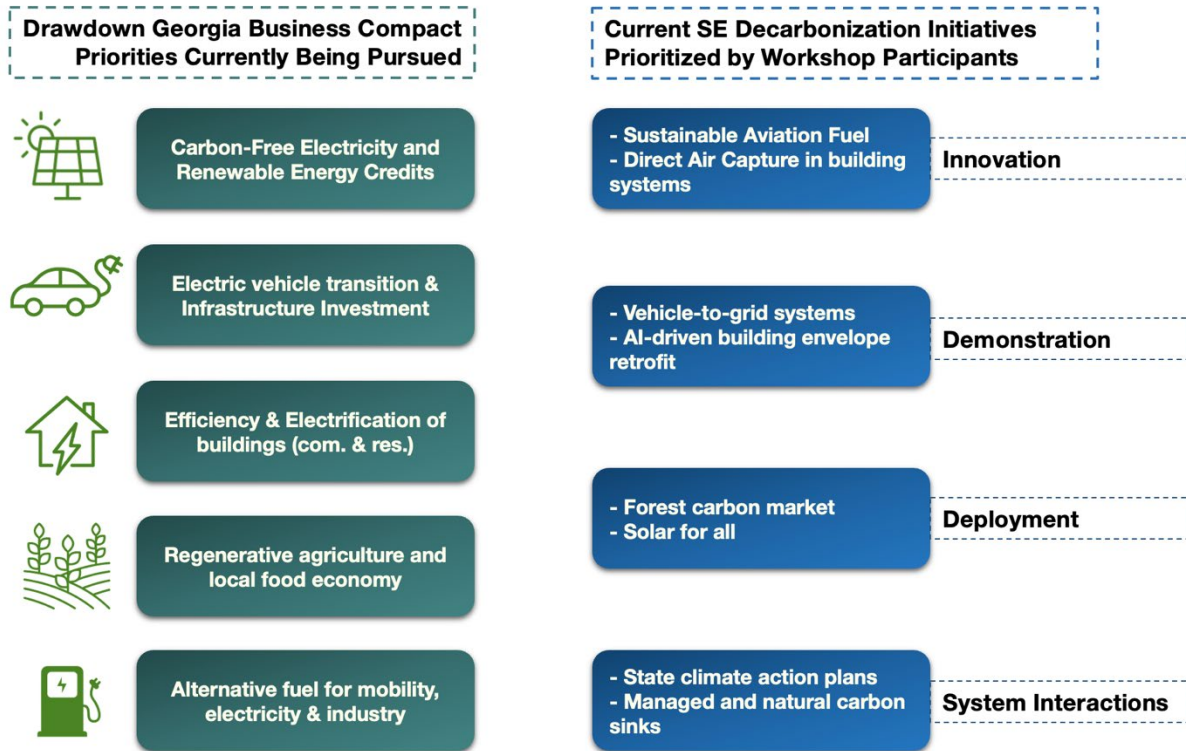 Drawdown Georgia Business Compact
Priorities Currently Being Pursued
Carbon-Free Electricity and
Renewable Energy Credits
Electric vehicle transition &
Infrastructure Investment
Efficiency & Electrification of
buildings (com. & res.)
Regenerative agriculture and
local food economy
Alternative fuel for mobility,
electricity & industry
Current SE Decarbonization Initiatives
Prioritized by Workshop Participants
- Sustainable Aviation Fuel
- Direct Air Capture in building
systems
Innovation
- Vehicle-to-grid systems
- AI-driven building envelope
retrofit
Demonstration
- Forest carbon market
- Solar for all
Deployment
- State climate action plans
- Managed and natural carbon
sinks
System Interactions